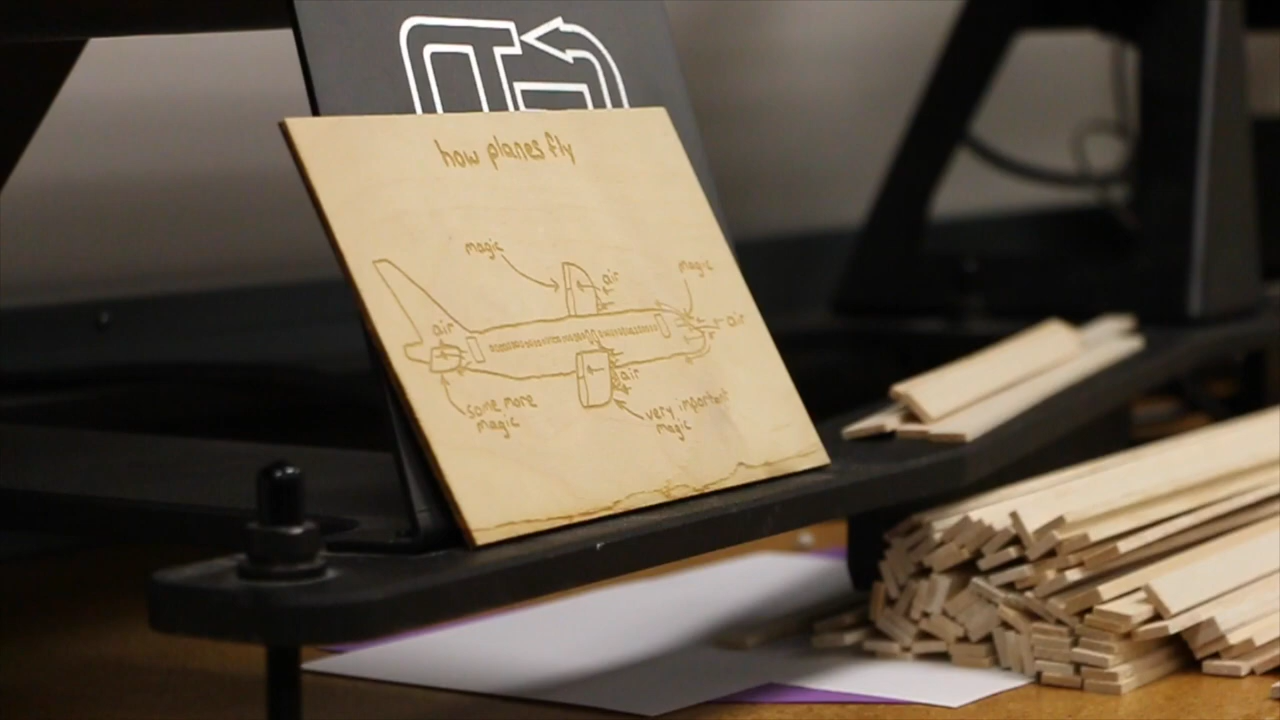 how planes fly
magic
air
magic
air
air
air
some more
magic
very important
magic